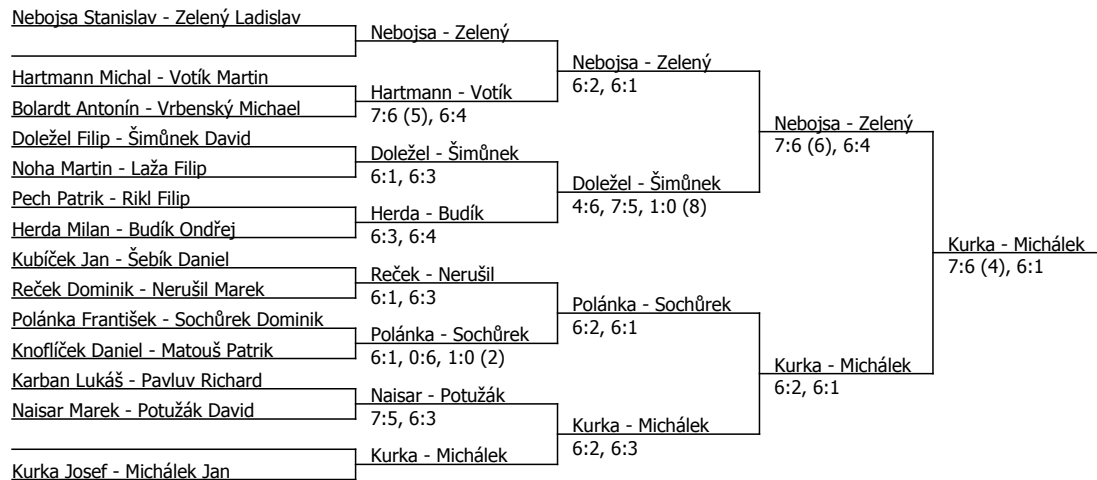 Nebojsa Stanislav - Zelený Ladislav
Nebojsa - Zelený
Nebojsa - Zelený
6:2, 6:1
Hartmann Michal - Votík Martin
Hartmann - Votík
7:6 (5), 6:4
Bolardt Antonín - Vrbenský Michael
Nebojsa - Zelený
7:6 (6), 6:4
Doležel Filip - Šimůnek David
Doležel - Šimůnek
6:1, 6:3
Noha Martin - Laža Filip
Doležel - Šimůnek
4:6, 7:5, 1:0 (8)
Pech Patrik - Rikl Filip
Herda - Budík
6:3, 6:4
Herda Milan - Budík Ondřej
Kurka - Michálek
7:6 (4), 6:1
Kubíček Jan - Šebík Daniel
Reček - Nerušil
6:1, 6:3
Reček Dominik - Nerušil Marek
Polánka - Sochůrek
6:2, 6:1
Polánka František - Sochůrek Dominik
Polánka - Sochůrek
6:1, 0:6, 1:0 (2)
Knoflíček Daniel - Matouš Patrik
Kurka - Michálek
6:2, 6:1
Karban Lukáš - Pavluv Richard
Naisar - Potužák
7:5, 6:3
Naisar Marek - Potužák David
Kurka - Michálek
6:2, 6:3
Kurka - Michálek
Kurka Josef - Michálek Jan